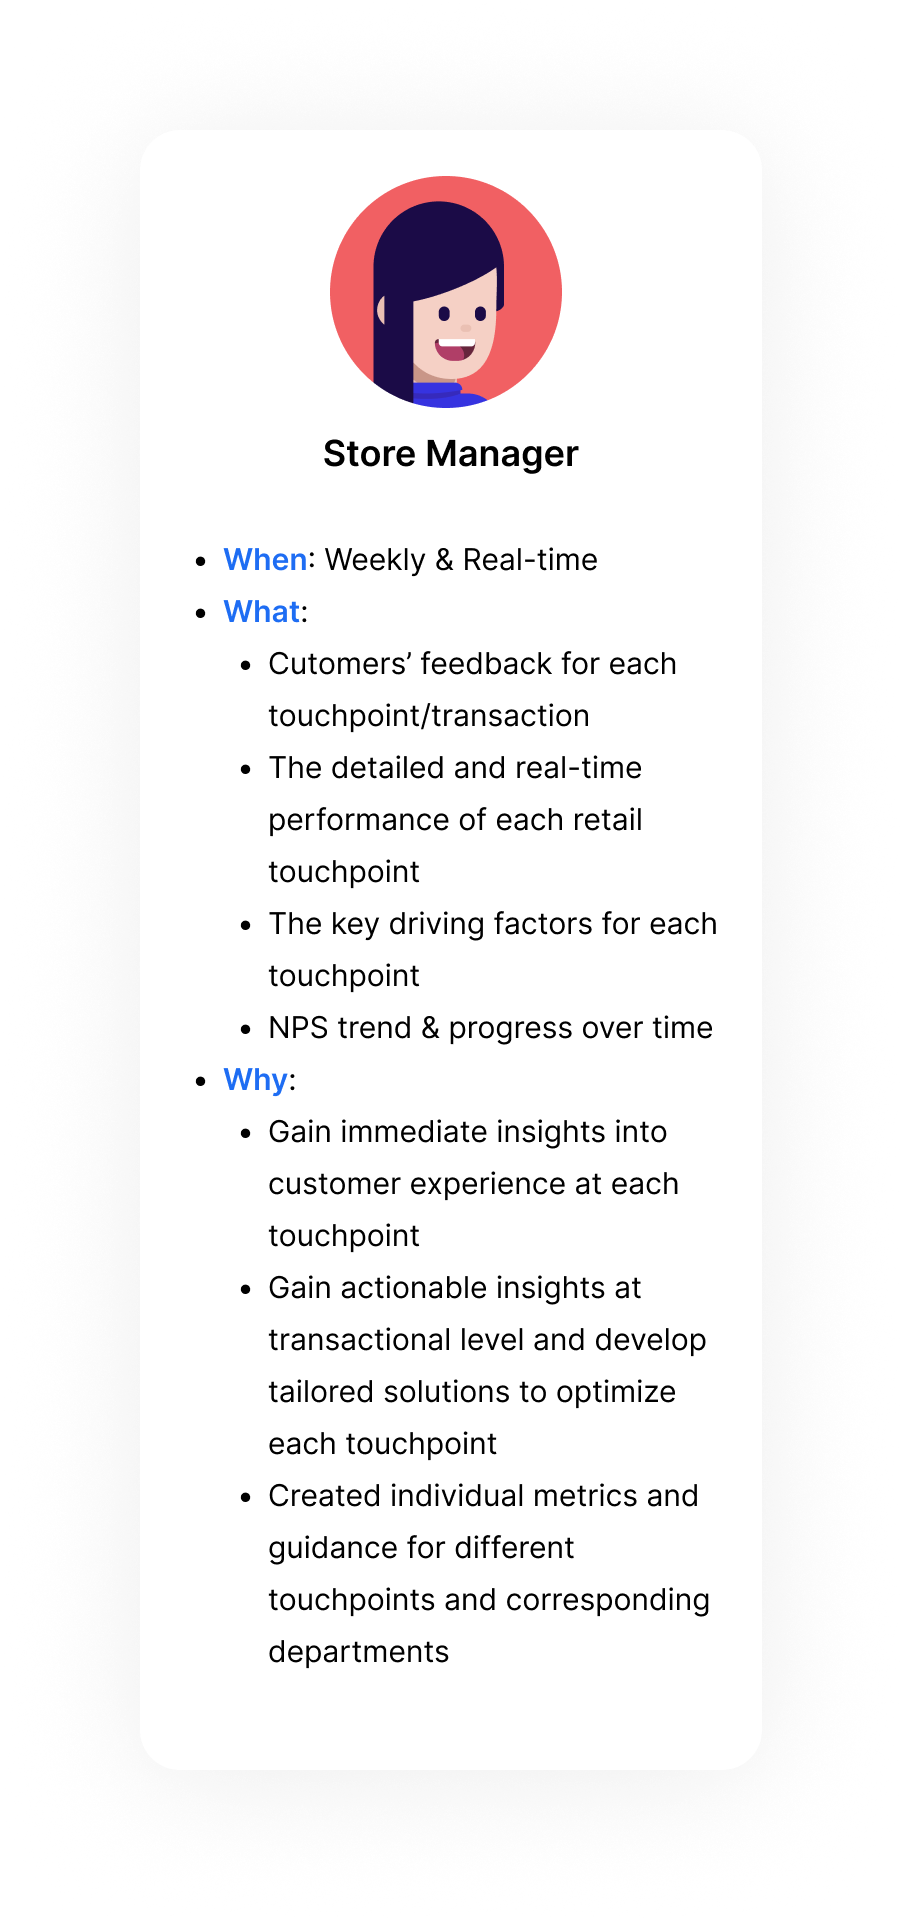 Store Manager
• When: Weekly & Real-time
• What:
• Cutomers’ feedback for each
touchpoint/transaction
• The detailed and real-time
performance of each retail
touchpoint
• The key driving factors for each
touchpoint
• NPS trend & progress over time
• Why:
• Gain immediate insights into
customer experience at each
touchpoint
• Gain actionable insights at
transactional level and develop
tailored solutions to optimize
each touchpoint
• Created individual metrics and
guidance for different
touchpoints and corresponding
departments